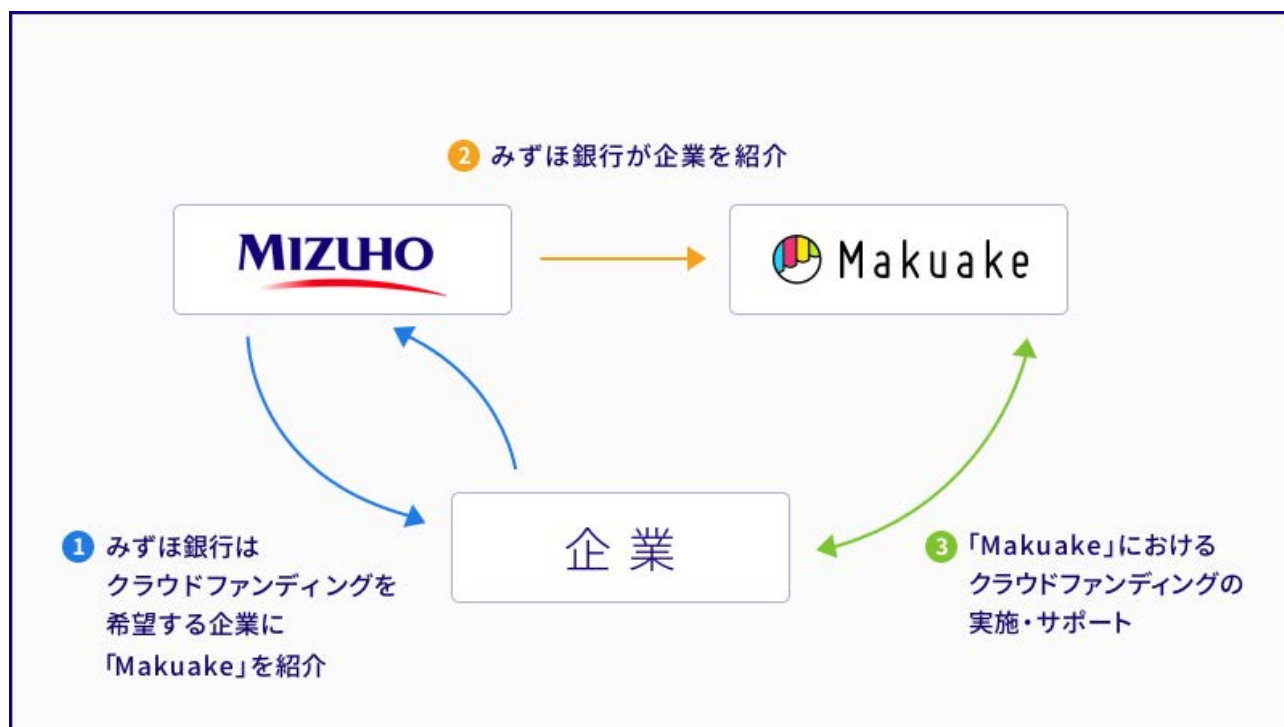 2 みずほ銀行が企業を紹介
MIZUHO
Makuake
企業
1 みずほ銀行は
クラウドファンディングを
希望する企業に
「Makuake」を紹介
3 「Makuake」における
クラウドファンディングの
実施・サポート